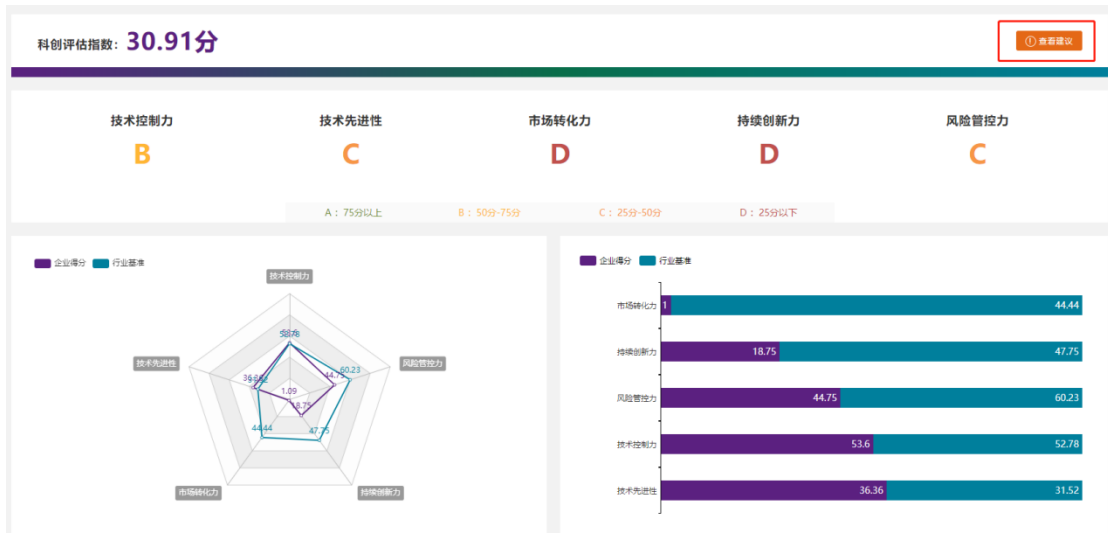 科创评估指数：30.91分
查看建议
技术控制力
技术先进性
市场转化力
持续创新力
风险管控力
B
C
D
D
C
A：75分以上
B：50分-75分
C：25分-50分
D：25分以下
企业得分
行业基准
技术控制力
技术先进性
风险管控力
市场转化力
持续创新力
44.75
60.23
1.09
18.75
44.44
47.75
企业得分
行业基准
市场转化力
1
44.44
持续创新力
18.75
47.75
风险管控力
44.75
60.23
技术控制力
53.6
52.78
技术先进性
36.36
31.52